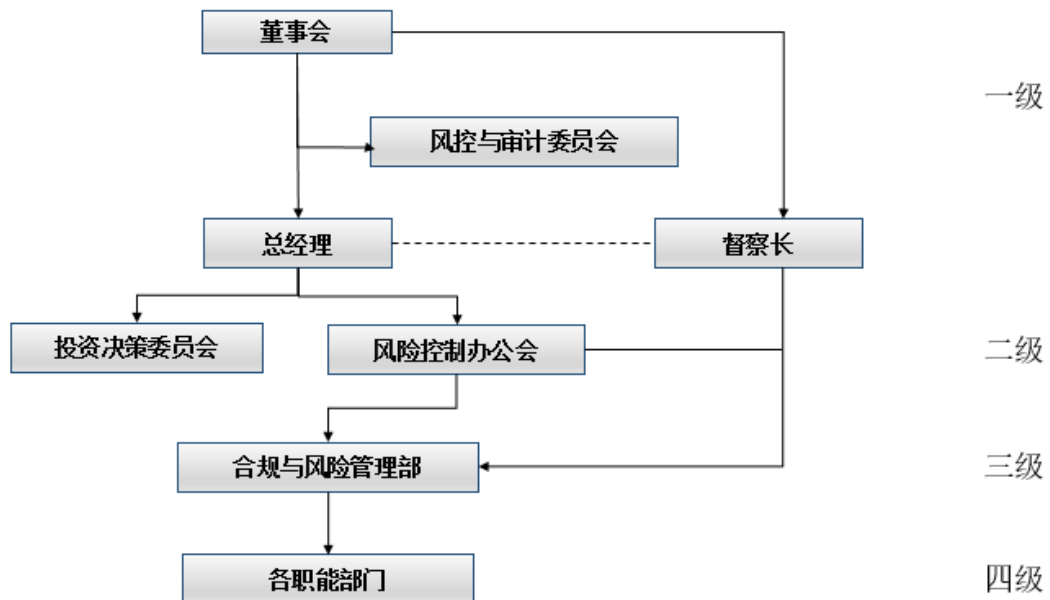 董事会
一级
风控与审计委员会
总经理
督察长
投资决策委员会
风险控制办公会
二级
合规与风险管理部
三级
各职能部门
四级